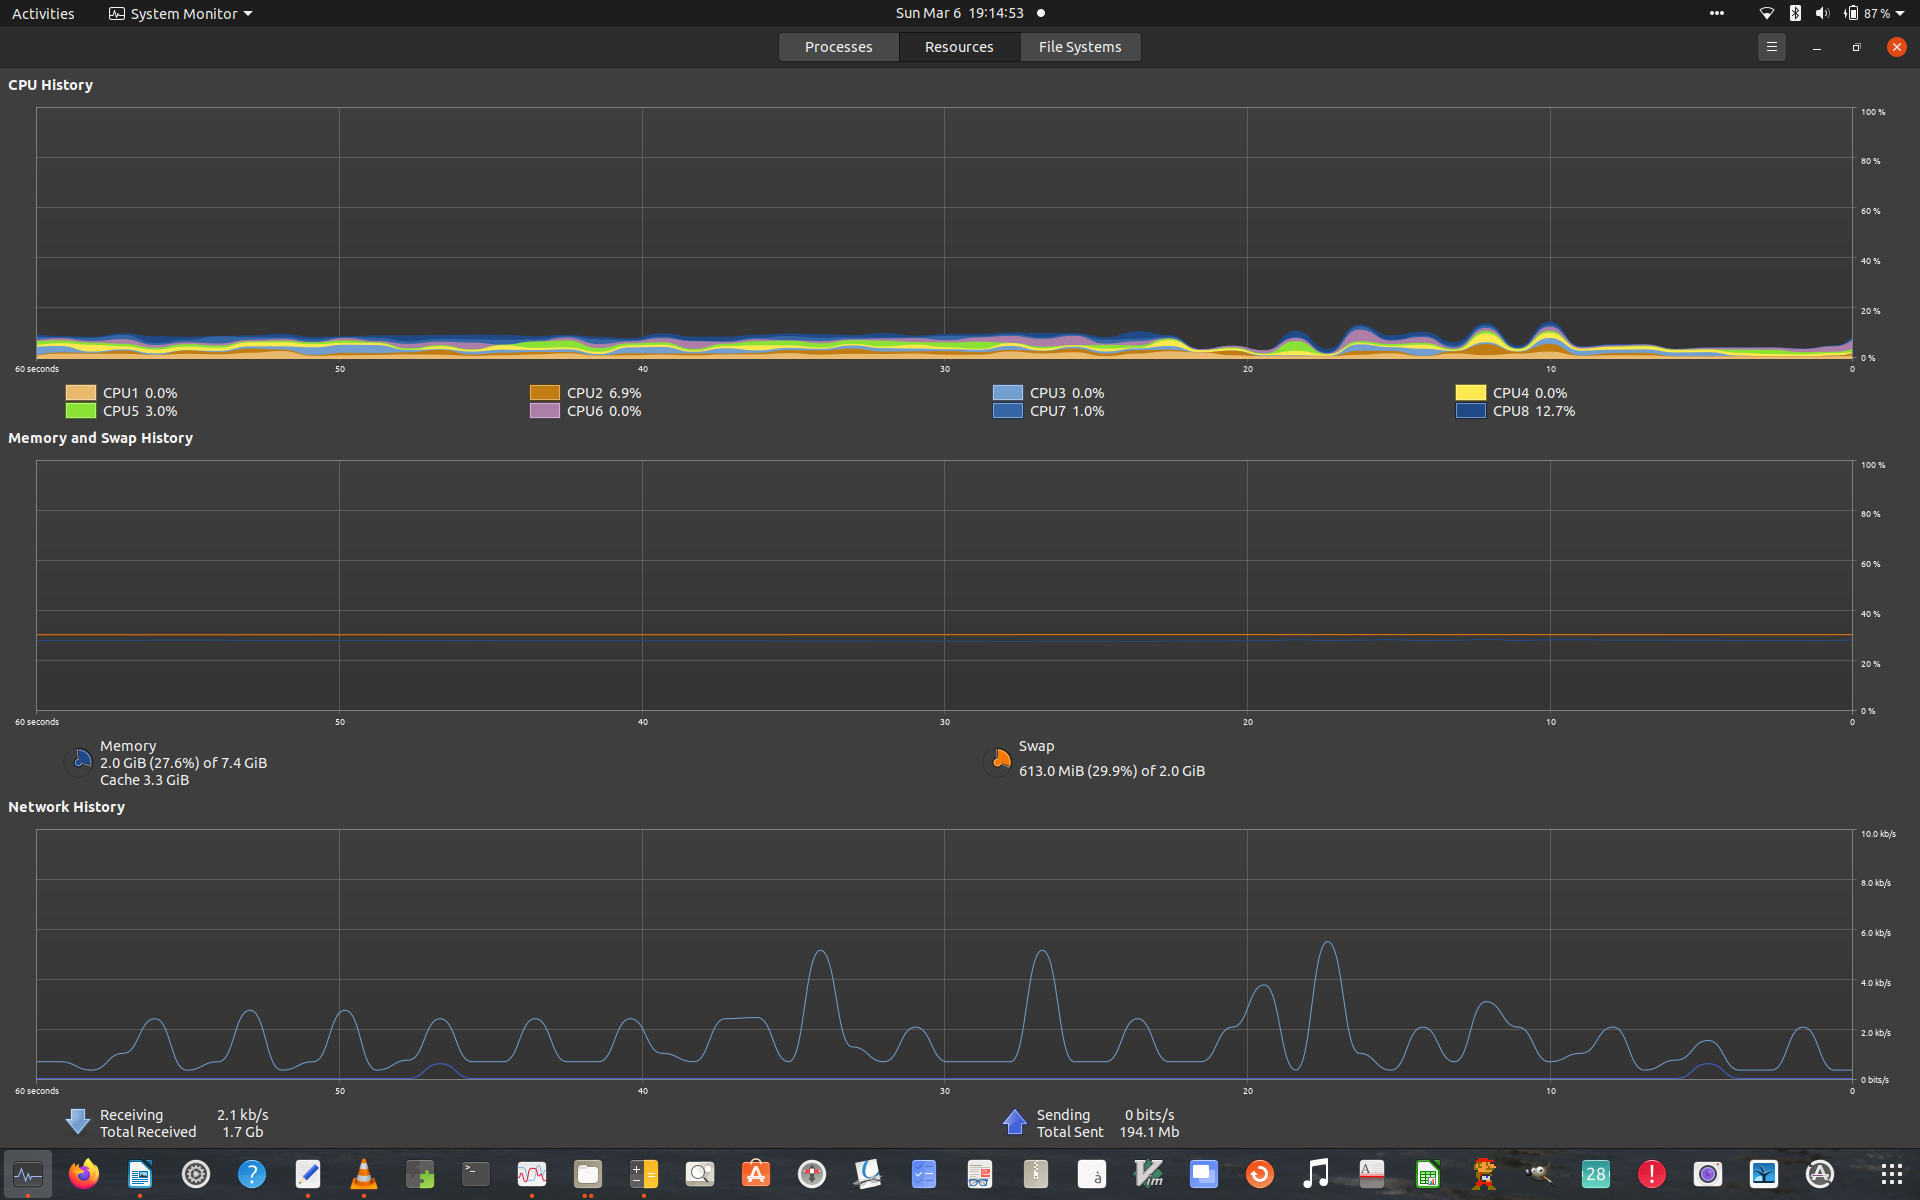 Activities System Monitor Sun Mar 6 19:14:53 87 %
Processes Resources File Systems
CPU History
100 %
80 %
60 %
40 %
20 %
0 %
60 seconds 50 40 30 20 10 0
CPU1 0.0% CPU2 6.9% CPU3 0.0% CPU4 0.0%
CPU5 3.0% CPU6 0.0% CPU7 1.0% CPU8 12.7%
Memory and Swap History
100 %
80 %
60 %
40 %
20 %
0 %
60 seconds 50 40 30 20 10 0
Memory
2.0 GiB (27.6%) of 7.4 GiB
Cache 3.3 GiB
Swap
613.0 MiB (29.9%) of 2.0 GiB
Network History
10.0 kb/s
8.0 kb/s
6.0 kb/s
4.0 kb/s
2.0 kb/s
0 bits/s
60 seconds 50 40 30 20 10 0
Receiving 2.1 kb/s
Total Received 1.7 Gb
Sending 0 bits/s
Total Sent 194.1 Mb
? >_ à Vim A 28